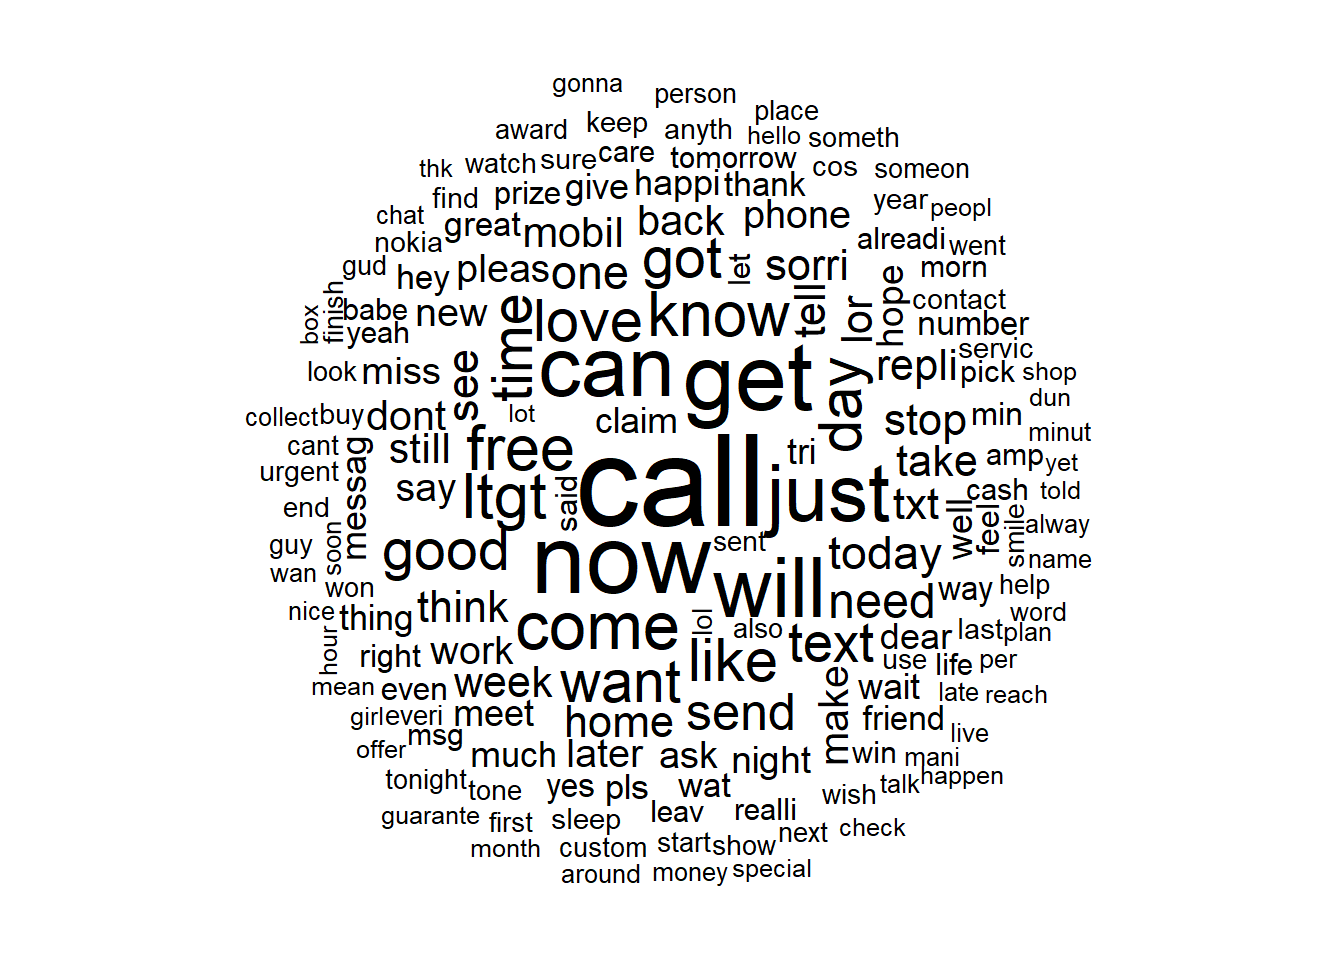 gonna
person
place
award
keep
anyth
hello
someth
thk
watch
sure
care
tomorrow
cos
someon
find
prize
give
happi
thank
year
peopl
chat
great
mobil
back
phone
nokia
alreadi
went
gud
hey
pleas
one
got
let
sorri
morn
box
finish
babe
new
time
love
know
tell
lor
hope
contact
number
yeah
servic
look
miss
see
can
get
day
repli
pick
shop
dun
collect
buy
dont
lot
claim
stop
min
minut
cant
still
free
call
tri
take
amp
yet
urgent
messag
say
ltgt
said
just
txt
well
cash
feel
told
end
smile
alway
guy
soon
good
now
sent
today
name
wan
won
will
need
way
help
nice
thing
think
come
lol
also
text
dear
last
plan
word
hour
right
work
like
use
life
per
mean
even
week
want
make
wait
late
reach
girl
everi
meet
home
send
friend
live
offer
msg
much
later
ask
night
win
mani
tonight
tone
yes
pls
wat
wish
talk
happen
guarante
first
sleep
leav
realli
next
check
month
custom
start
show
around
money
special